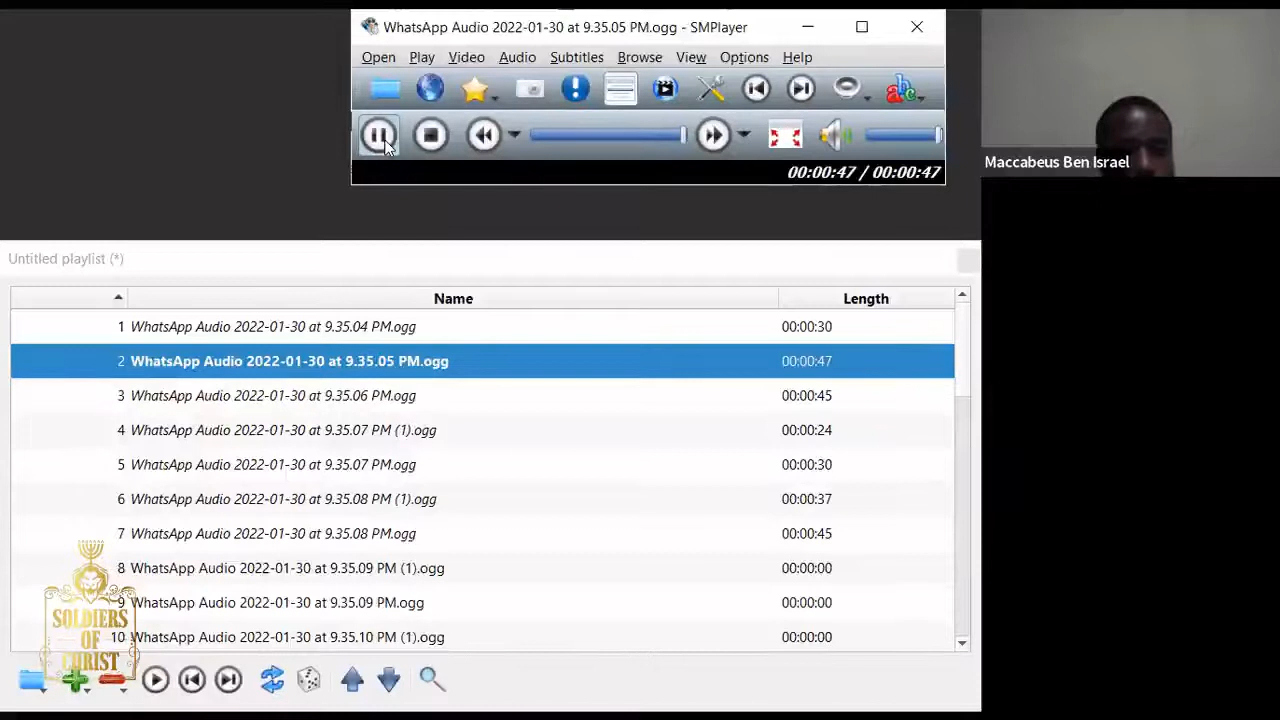 WhatsApp Audio 2022-01-30 at 9.35.05 PM.ogg - SMPlayer
Open Play Video Audio Subtitles Browse View Options Help
abc
00:00:47 / 00:00:47
Maccabeus Ben Israel
Untitled playlist (*)
Name Length
1 WhatsApp Audio 2022-01-30 at 9.35.04 PM.ogg 00:00:30
2 WhatsApp Audio 2022-01-30 at 9.35.05 PM.ogg 00:00:47
3 WhatsApp Audio 2022-01-30 at 9.35.06 PM.ogg 00:00:45
4 WhatsApp Audio 2022-01-30 at 9.35.07 PM (1).ogg 00:00:24
5 WhatsApp Audio 2022-01-30 at 9.35.07 PM.ogg 00:00:30
6 WhatsApp Audio 2022-01-30 at 9.35.08 PM (1).ogg 00:00:37
7 WhatsApp Audio 2022-01-30 at 9.35.08 PM.ogg 00:00:45
8 WhatsApp Audio 2022-01-30 at 9.35.09 PM (1).ogg 00:00:00
9 WhatsApp Audio 2022-01-30 at 9.35.09 PM.ogg 00:00:00
10 WhatsApp Audio 2022-01-30 at 9.35.10 PM (1).ogg 00:00:00
SOLDIERS
OF
CHRIST